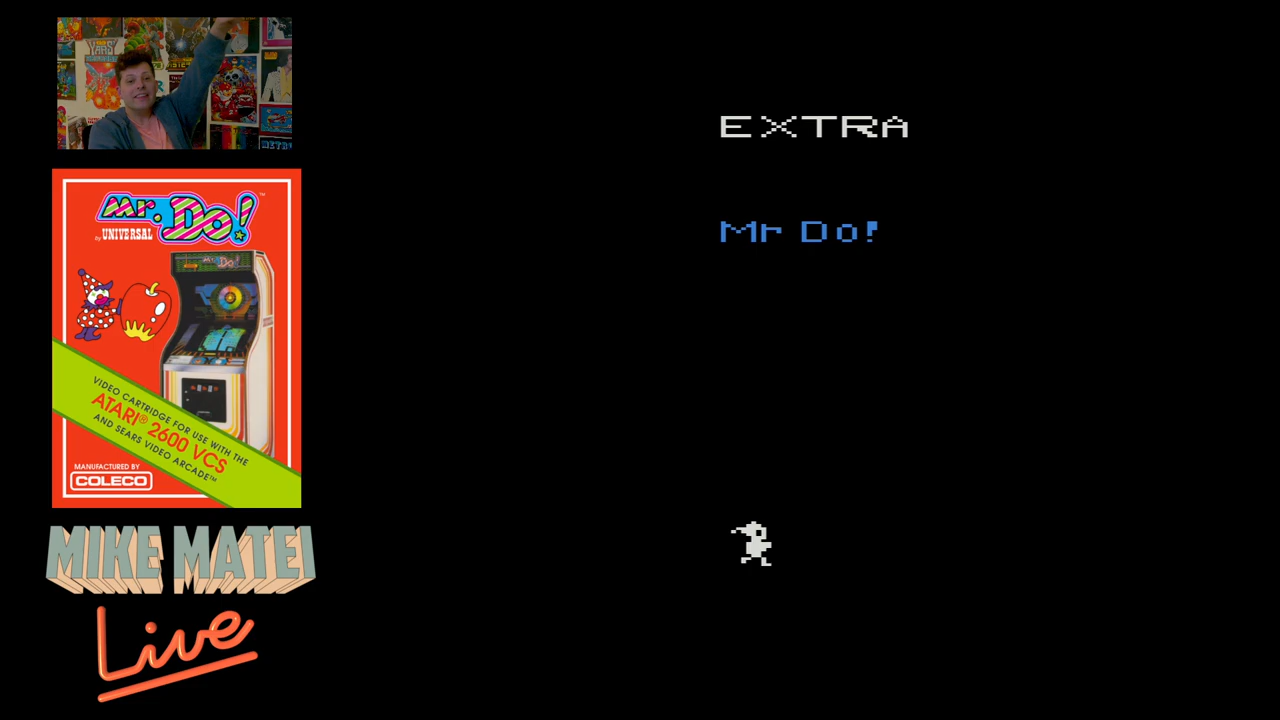 EXTRA
Mr Do!
Mr. Do!™
by UNIVERSAL
VIDEO CARTRIDGE FOR USE WITH THE
ATARI® 2600 VCS
AND SEARS VIDEO ARCADE™
MANUFACTURED BY
COLECO
MIKE MATEI
Live